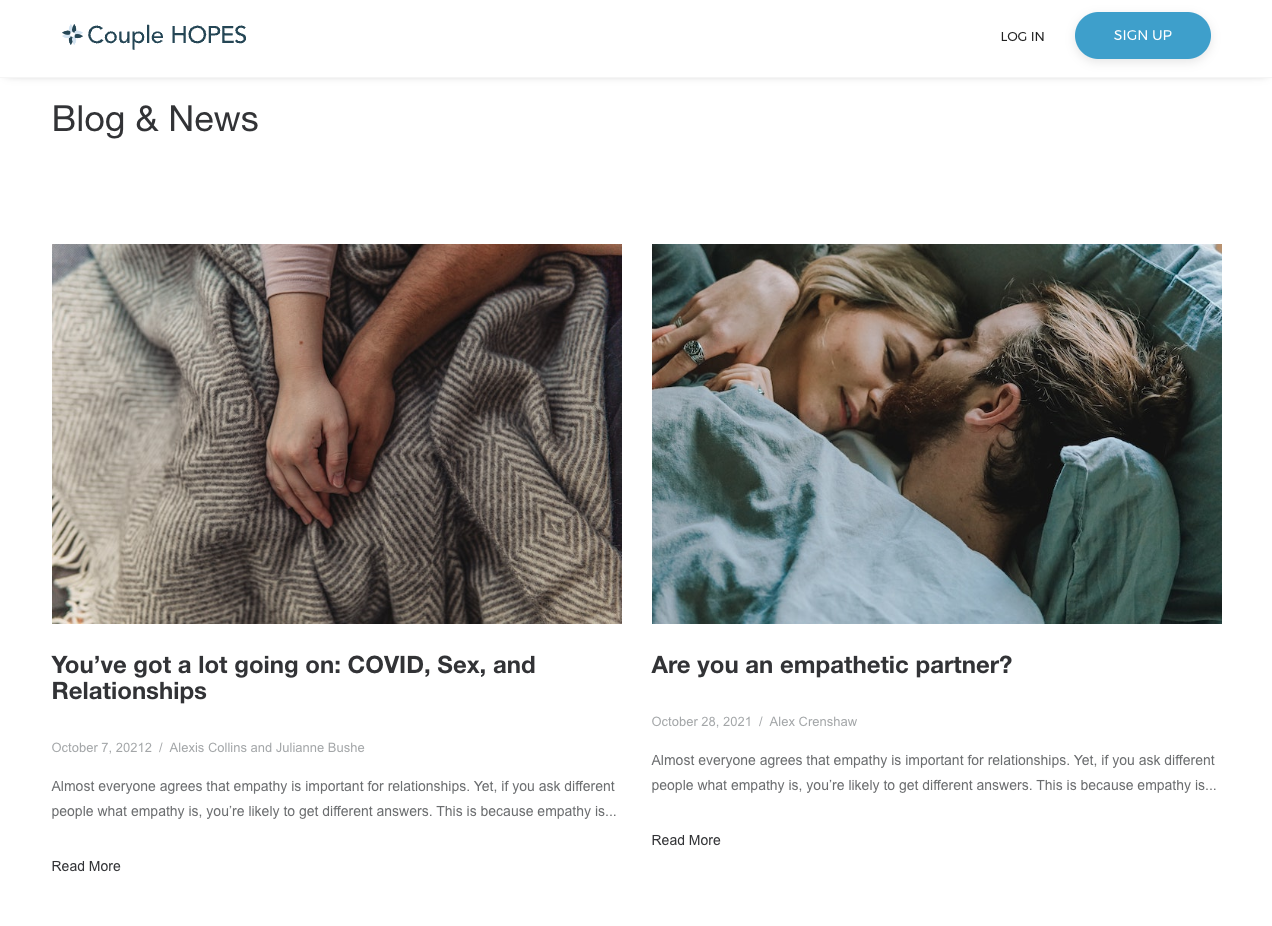 Couple HOPES
LOG IN
SIGN UP
Blog & News
You’ve got a lot going on: COVID, Sex, and
Relationships
October 7, 20212 / Alexis Collins and Julianne Bushe
Almost everyone agrees that empathy is important for relationships. Yet, if you ask different
people what empathy is, you’re likely to get different answers. This is because empathy is...
Read More
Are you an empathetic partner?
October 28, 2021 / Alex Crenshaw
Almost everyone agrees that empathy is important for relationships. Yet, if you ask different
people what empathy is, you’re likely to get different answers. This is because empathy is...
Read More